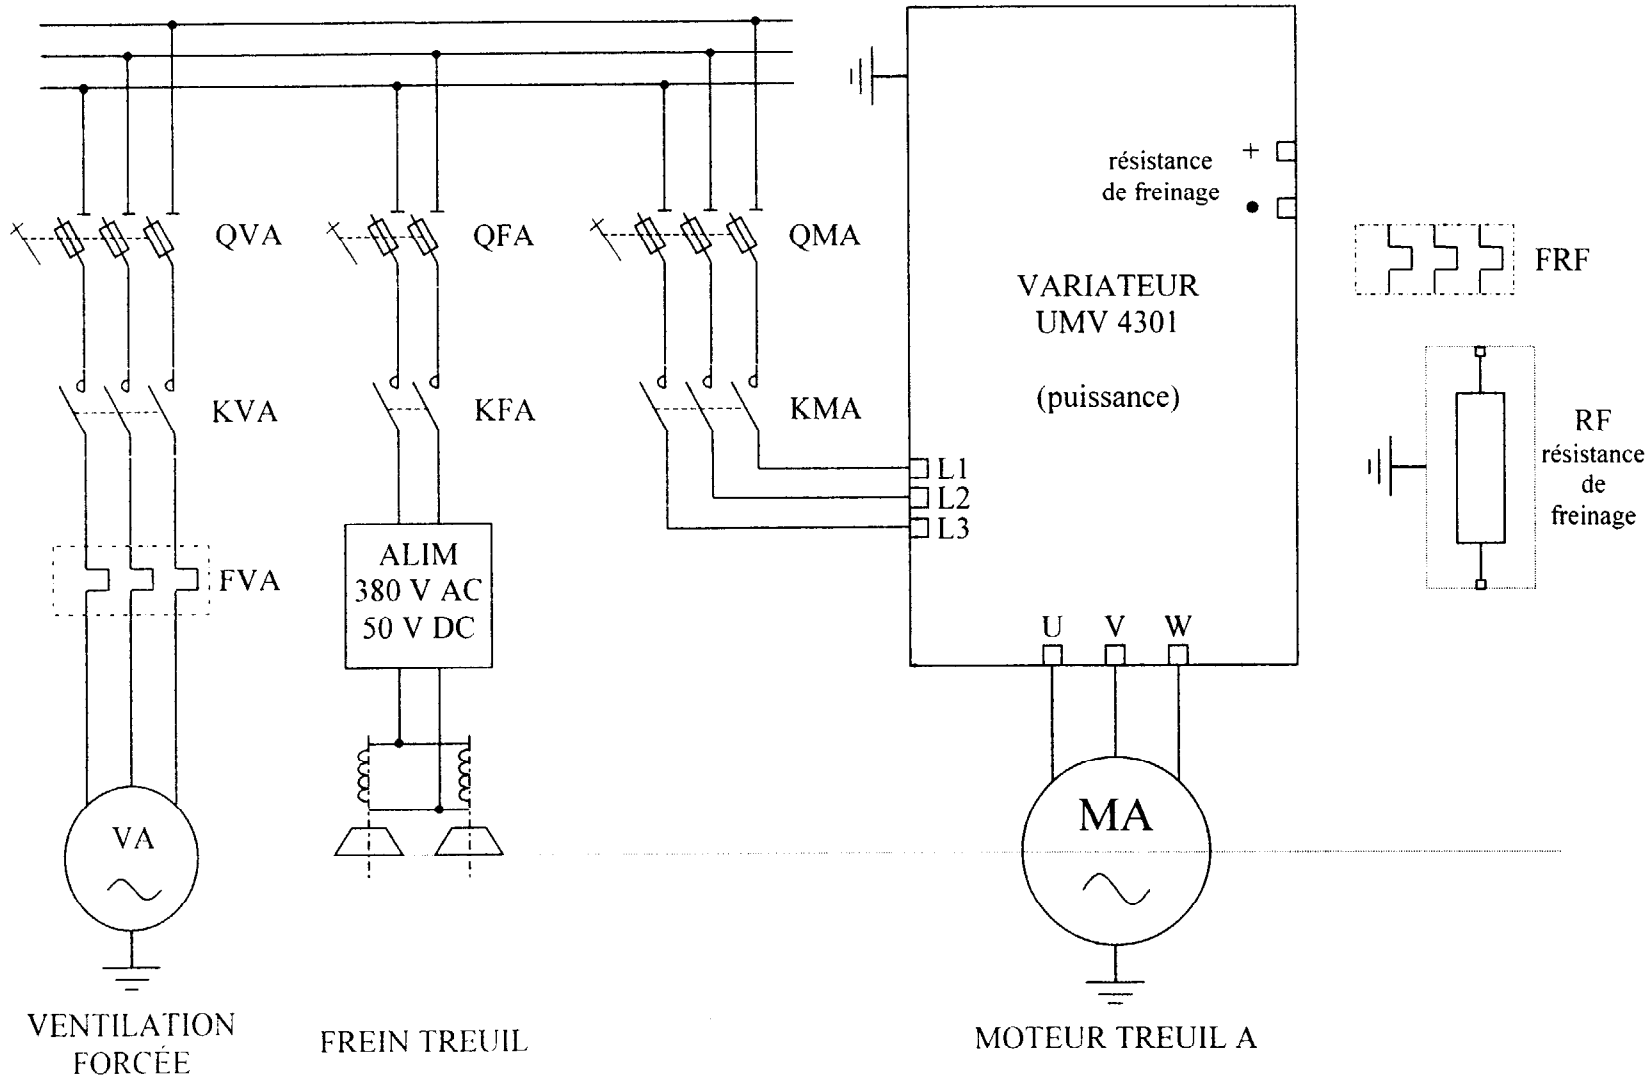 +
résistance
de freinage
QVA
QFA
QMA
FRF
VARIATEUR
UMV 4301
(puissance)
KVA
KFA
KMA
L1
L2
L3
RF
résistance
de
freinage
ALIM
380 V AC
50 V DC
FVA
U V W
VA
MA
VENTILATION
FORCÉE
FREIN TREUIL
MOTEUR TREUIL A